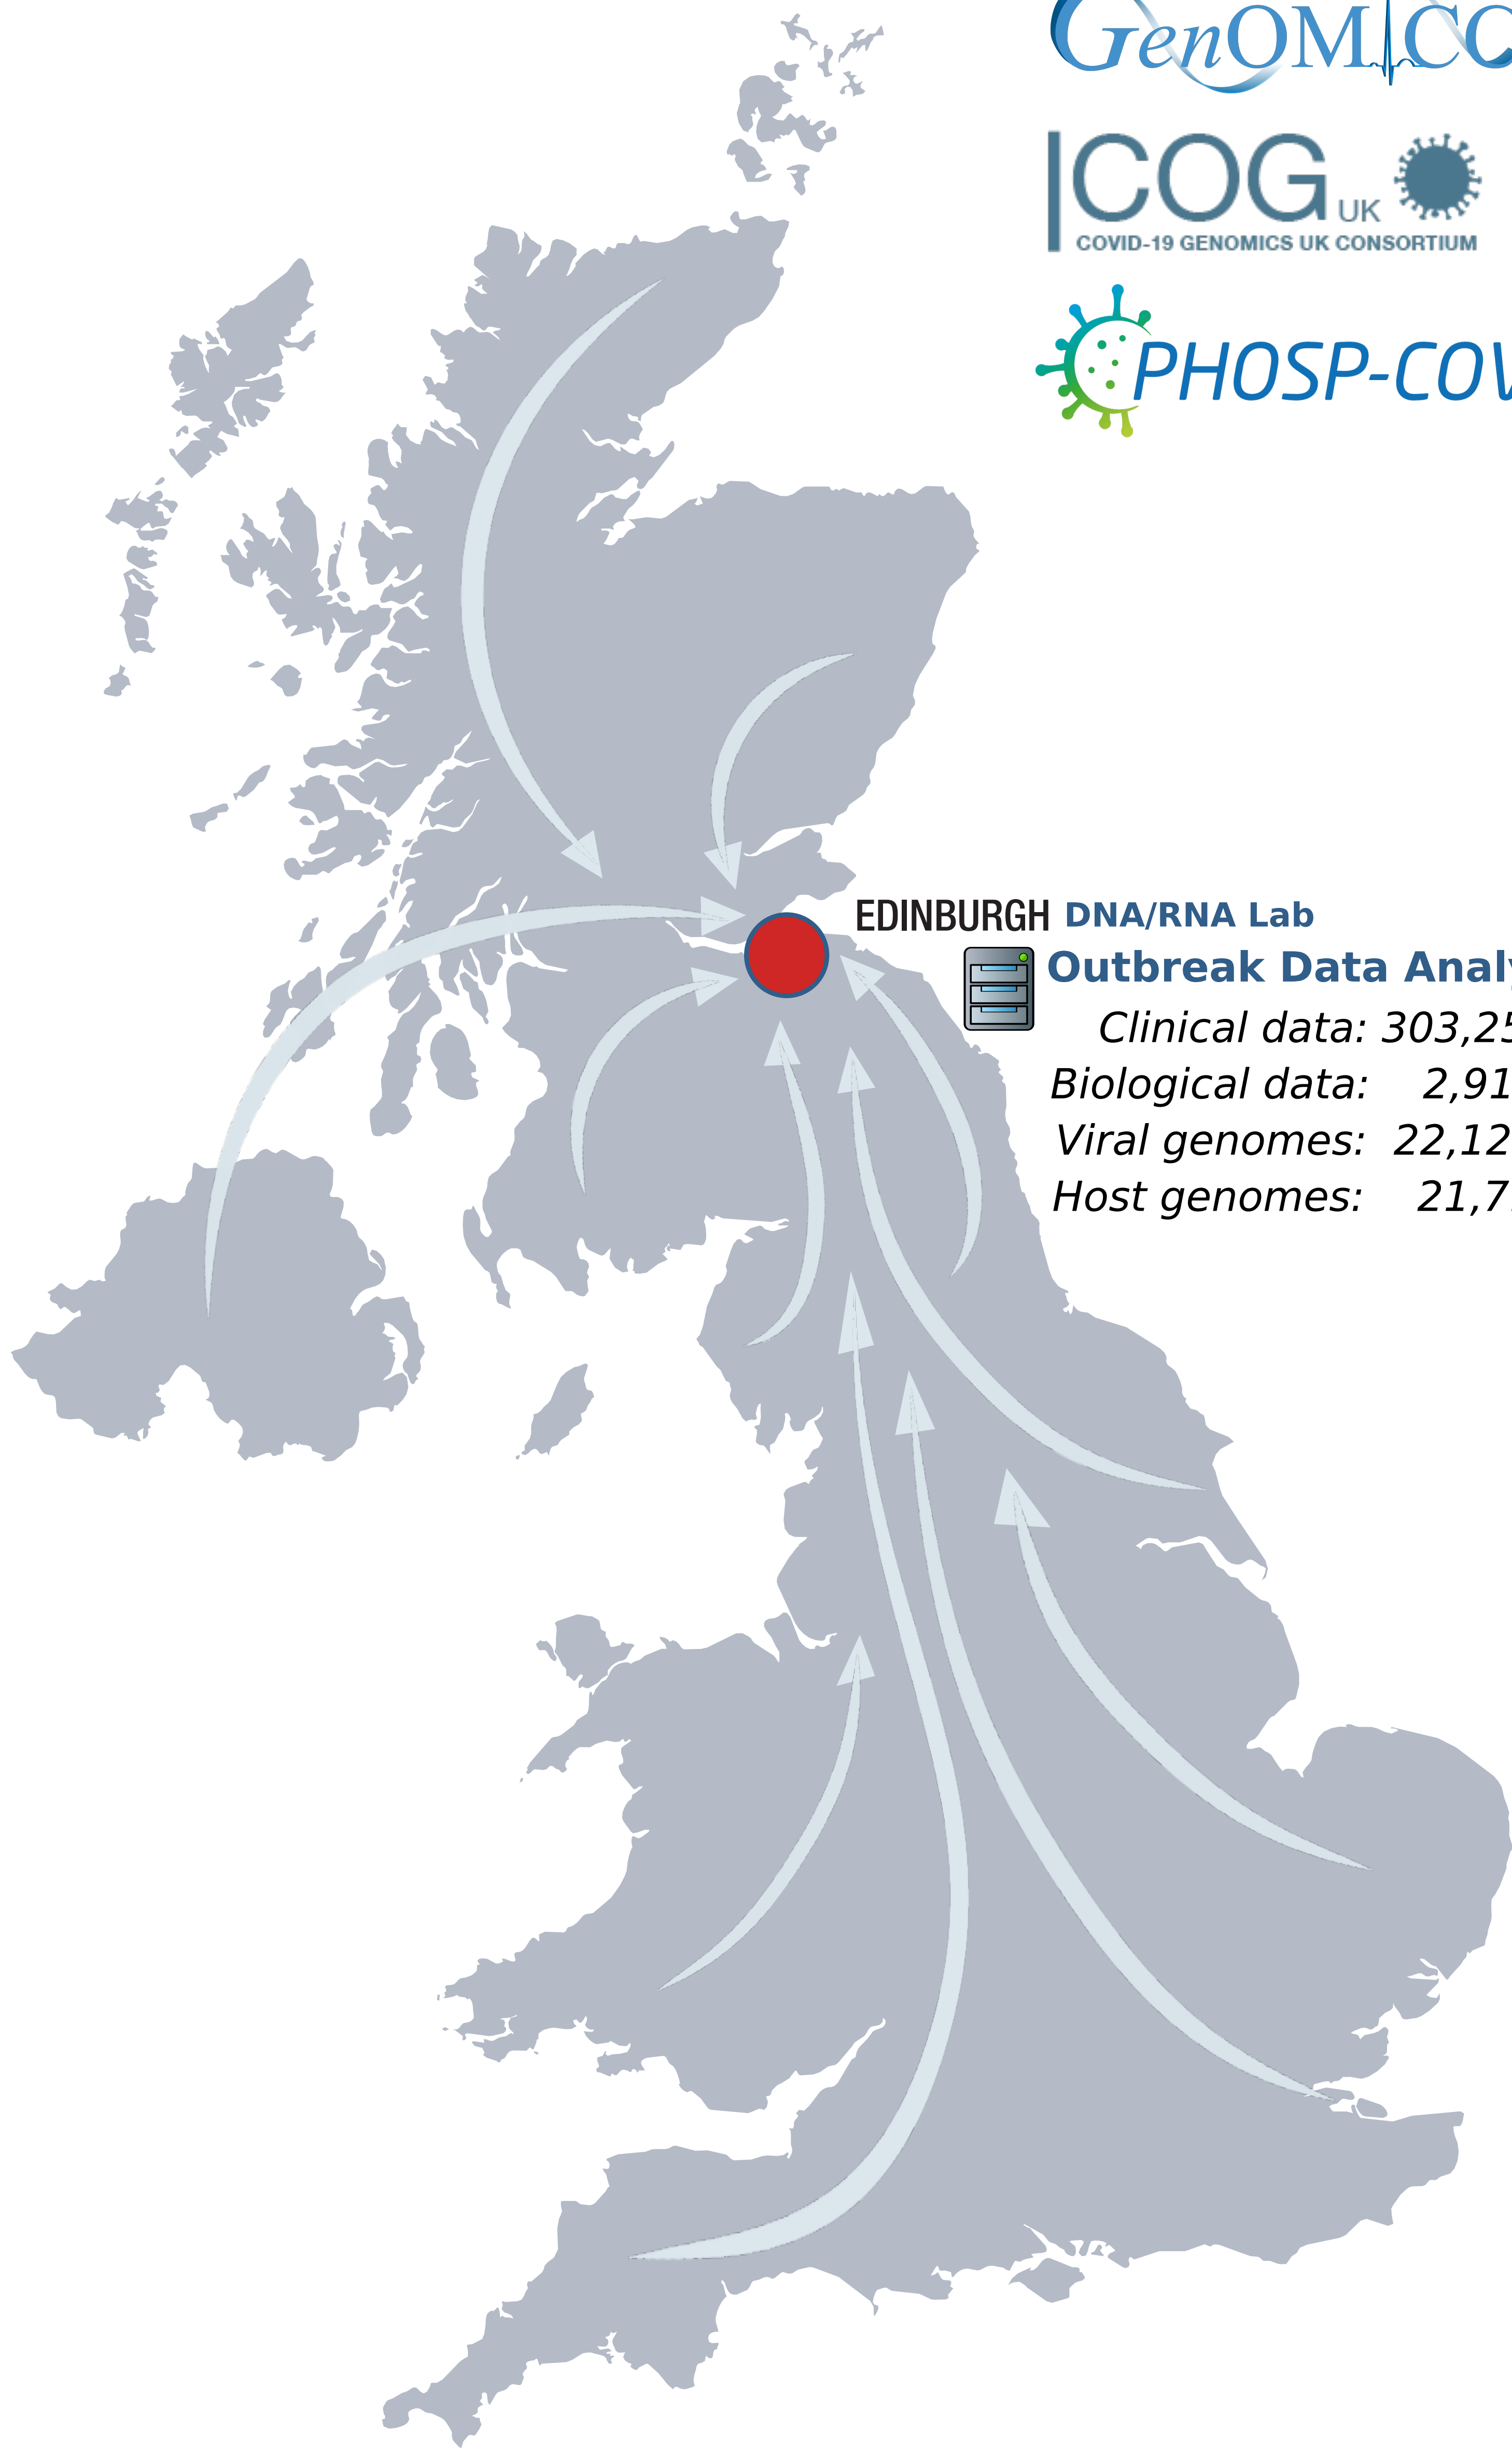 GenOMICC
COG UK
COVID-19 GENOMICS UK CONSORTIUM
PHOSP-COV
EDINBURGH DNA/RNA Lab
Outbreak Data Analy
Clinical data: 303,25
Biological data: 2,91
Viral genomes: 22,12
Host genomes: 21,7